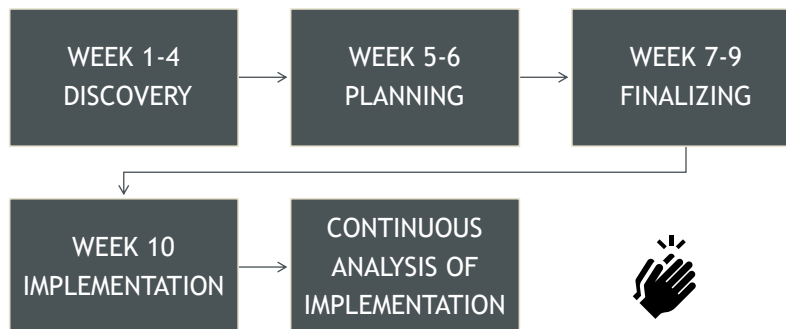 WEEK 1-4
DISCOVERY
WEEK 5-6
PLANNING
WEEK 7-9
FINALIZING
WEEK 10
IMPLEMENTATION
CONTINUOUS
ANALYSIS OF
IMPLEMENTATION